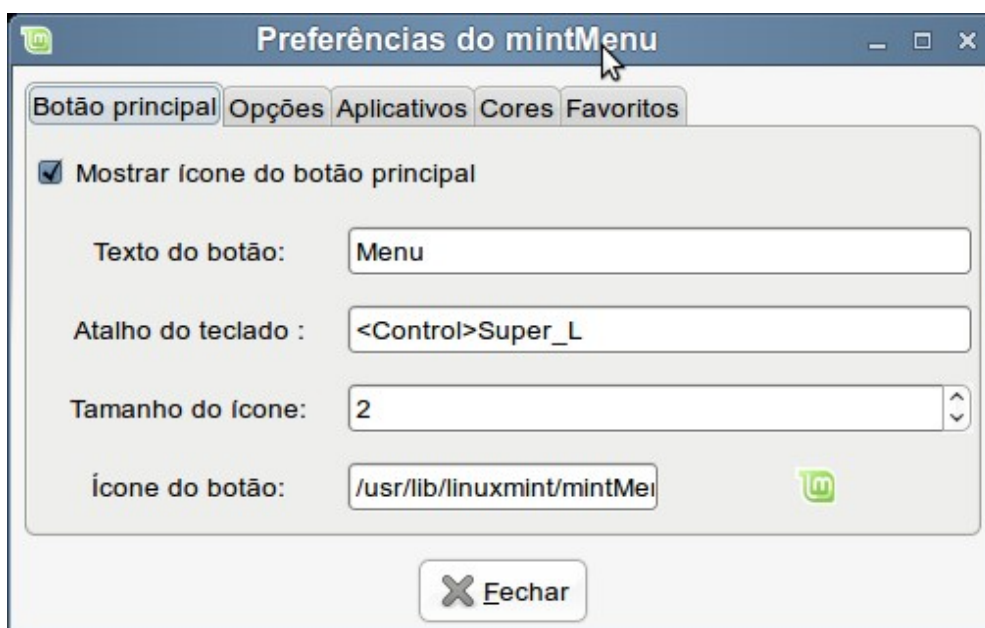 Preferências do mintMenu
Botão principal Opções Aplicativos Cores Favoritos
Mostrar ícone do botão principal
Texto do botão: Menu
Atalho do teclado : <Control>Super_L
Tamanho do ícone: 2
Ícone do botão: /usr/lib/linuxmint/mintMe
Fechar